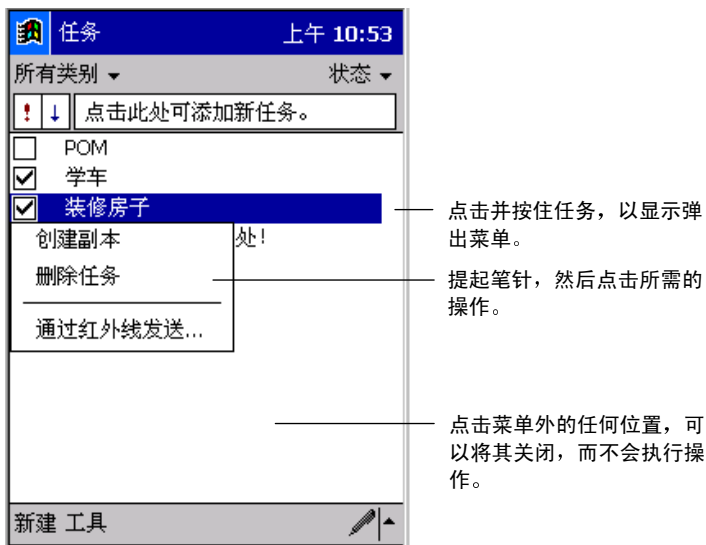 任务 上午 10:53
所有类别 状态
! ↓ 点击此处可添加新任务。
POM
学车
装修房子
处!
创建副本
删除任务
通过红外线发送...
新建 工具
点击并按住任务，以显示弹
出菜单。
提起笔针，然后点击所需的
操作。
点击菜单外的任何位置，可
以将其关闭，而不会执行操
作。